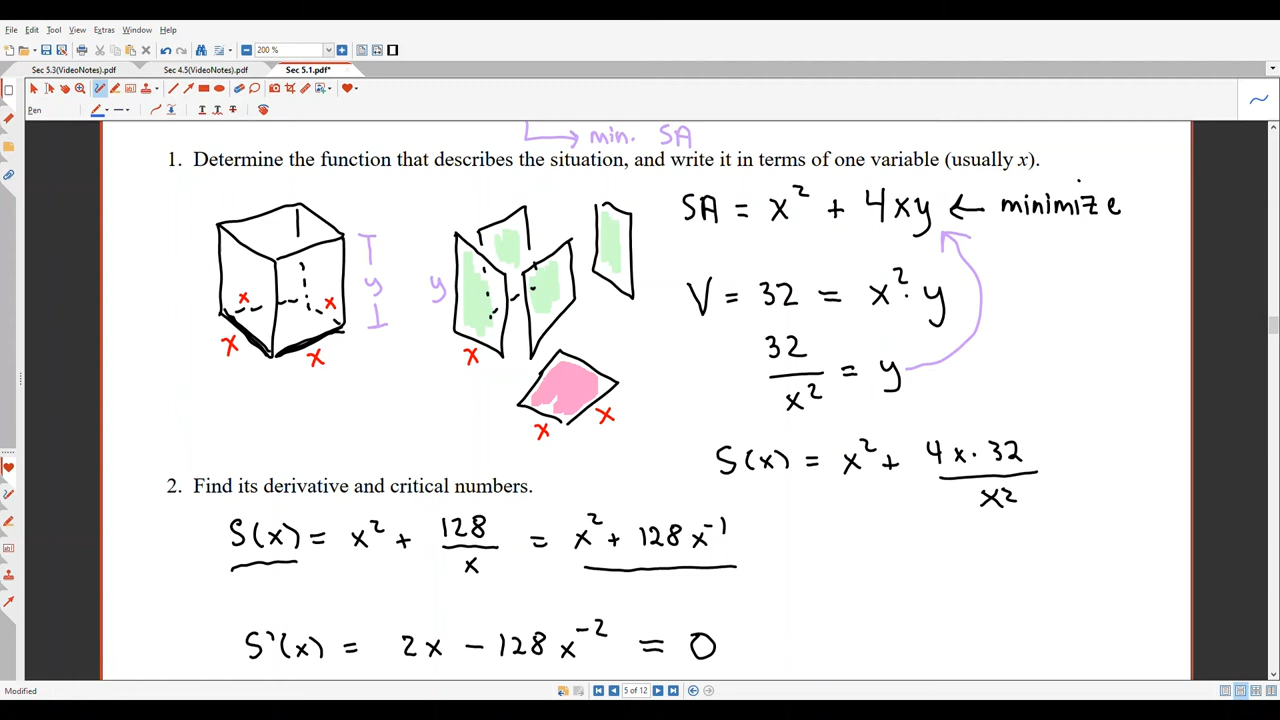 File Edit Tool View Extras Window Help
200 %
Sec 5.3(VideoNotes).pdf Sec 4.5(VideoNotes).pdf Sec 5.1.pdf*
Pen
min. SA
1. Determine the function that describes the situation, and write it in terms of one variable (usually x).
SA = x² + 4xy ← minimize
y
x x
x x
y
x
x x
V = 32 = x² · y
32/x² = y
S(x) = x² + 4x · 32/x²
2. Find its derivative and critical numbers.
S(x) = x² + 128/x = x² + 128x⁻¹
S'(x) = 2x − 128x⁻² = 0
Modified
5 of 12